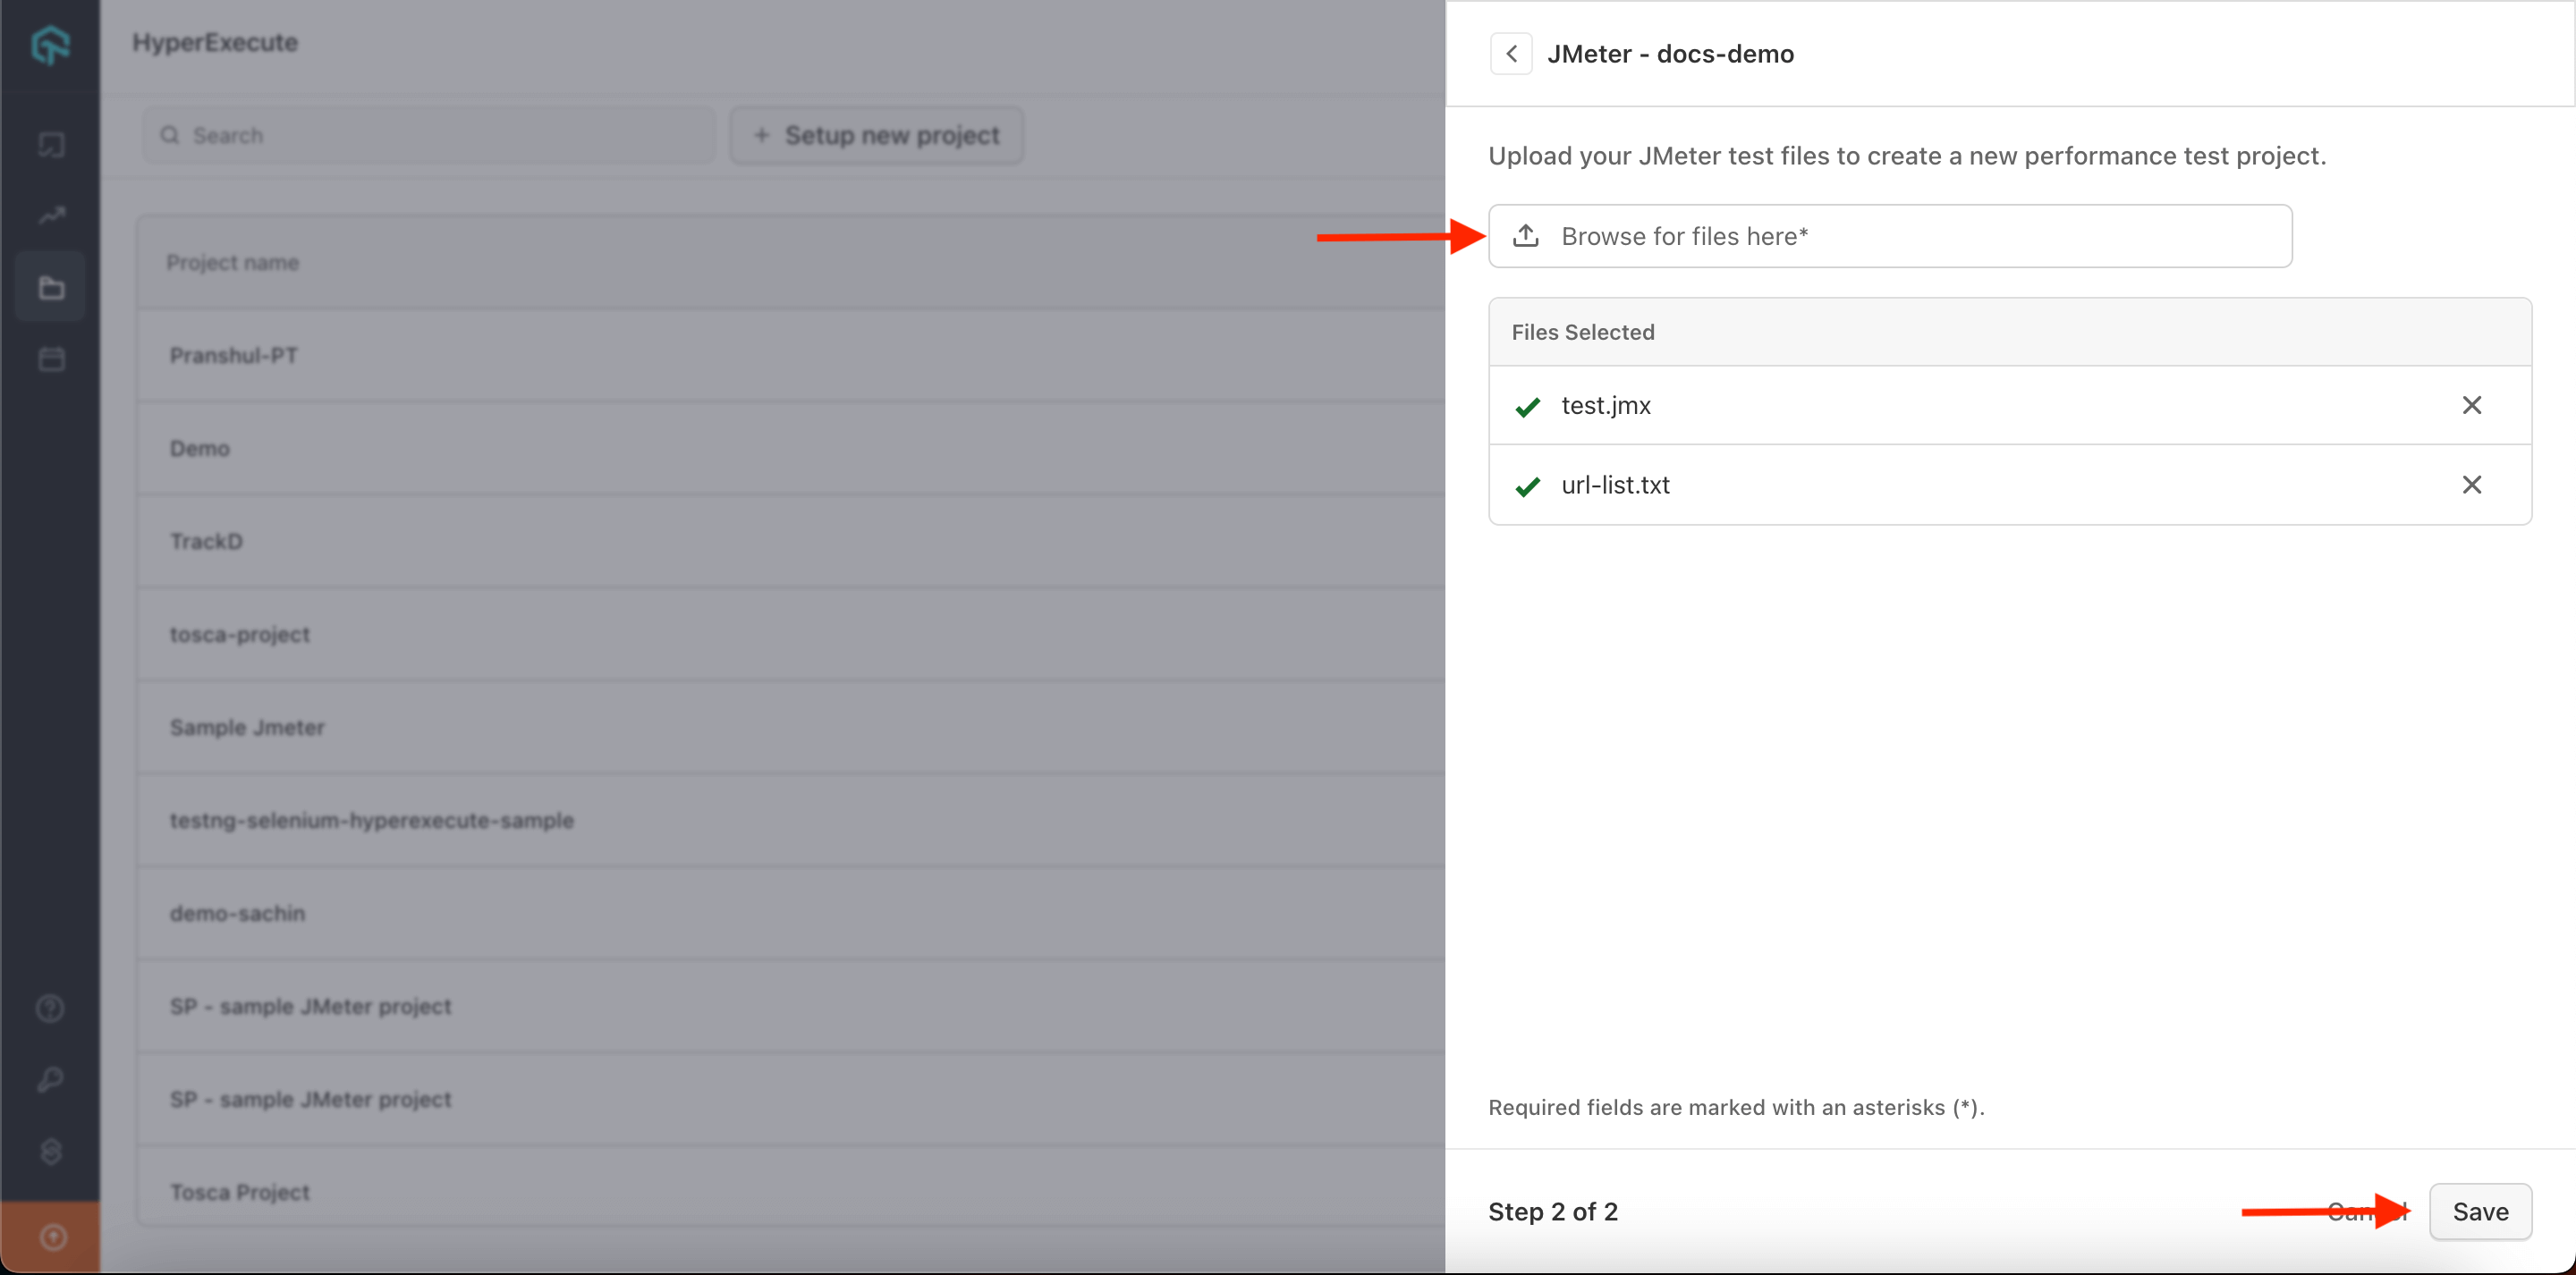 HyperExecute
Search
+ Setup new project
Project name
Pranshul-PT
Demo
TrackD
tosca-project
Sample Jmeter
testng-selenium-hyperexecute-sample
demo-sachin
SP - sample JMeter project
SP - sample JMeter project
Tosca Project
JMeter - docs-demo
Upload your JMeter test files to create a new performance test project.
Browse for files here*
Files Selected
test.jmx
url-list.txt
Required fields are marked with an asterisks (*).
Step 2 of 2
Cancel
Save